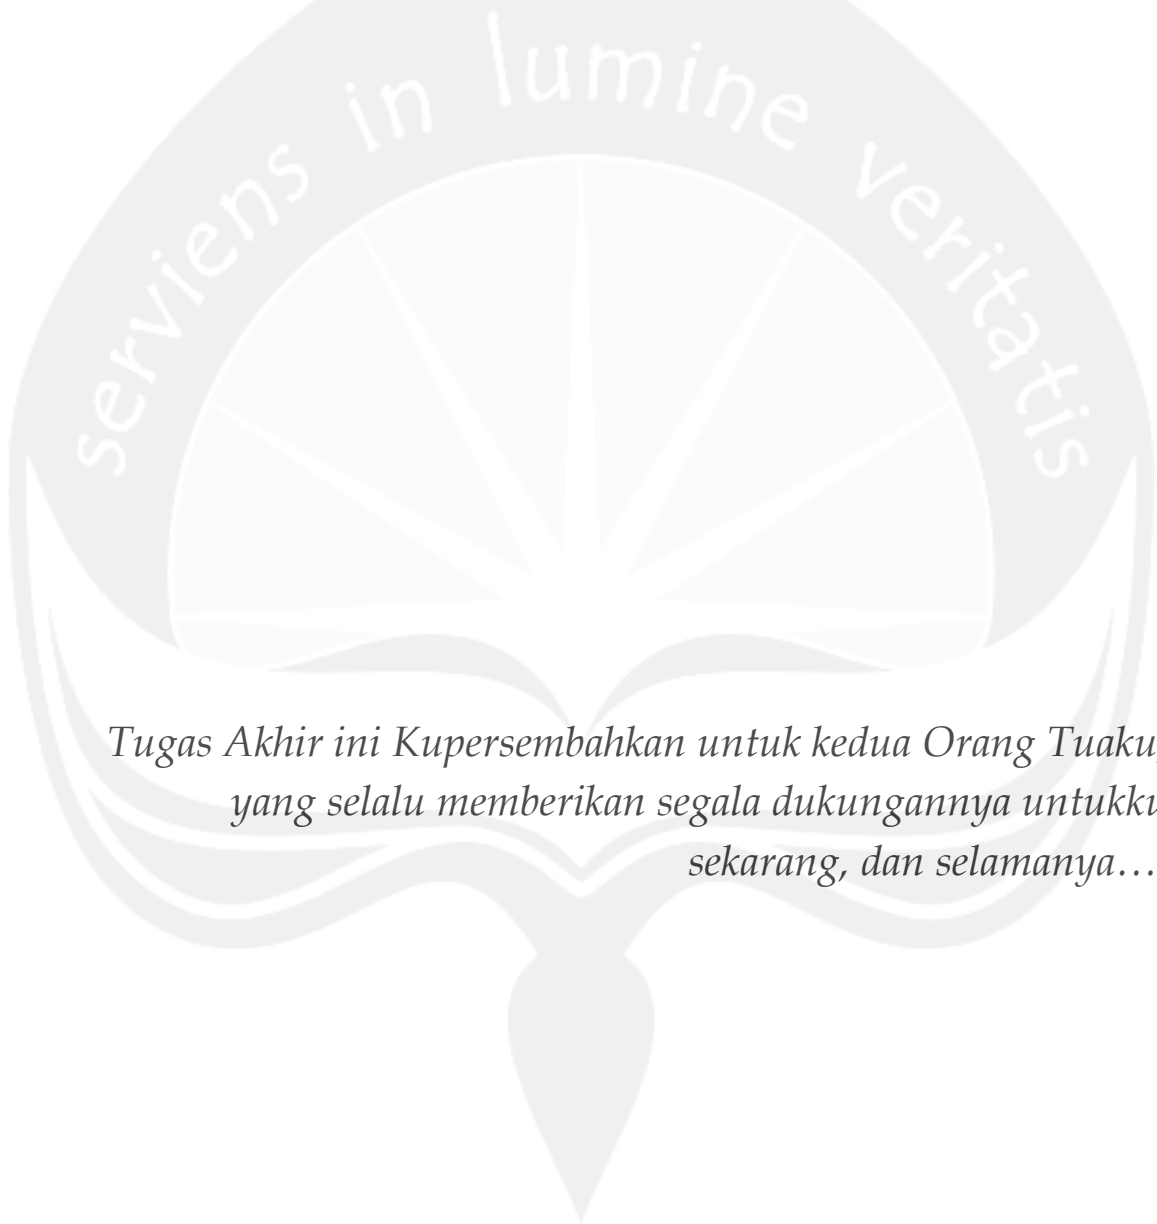 serviens in lumine veritatis
Tugas Akhir ini Kupersembahkan untuk kedua Orang Tuaku,
yang selalu memberikan segala dukungannya untukku
sekarang, dan selamanya…